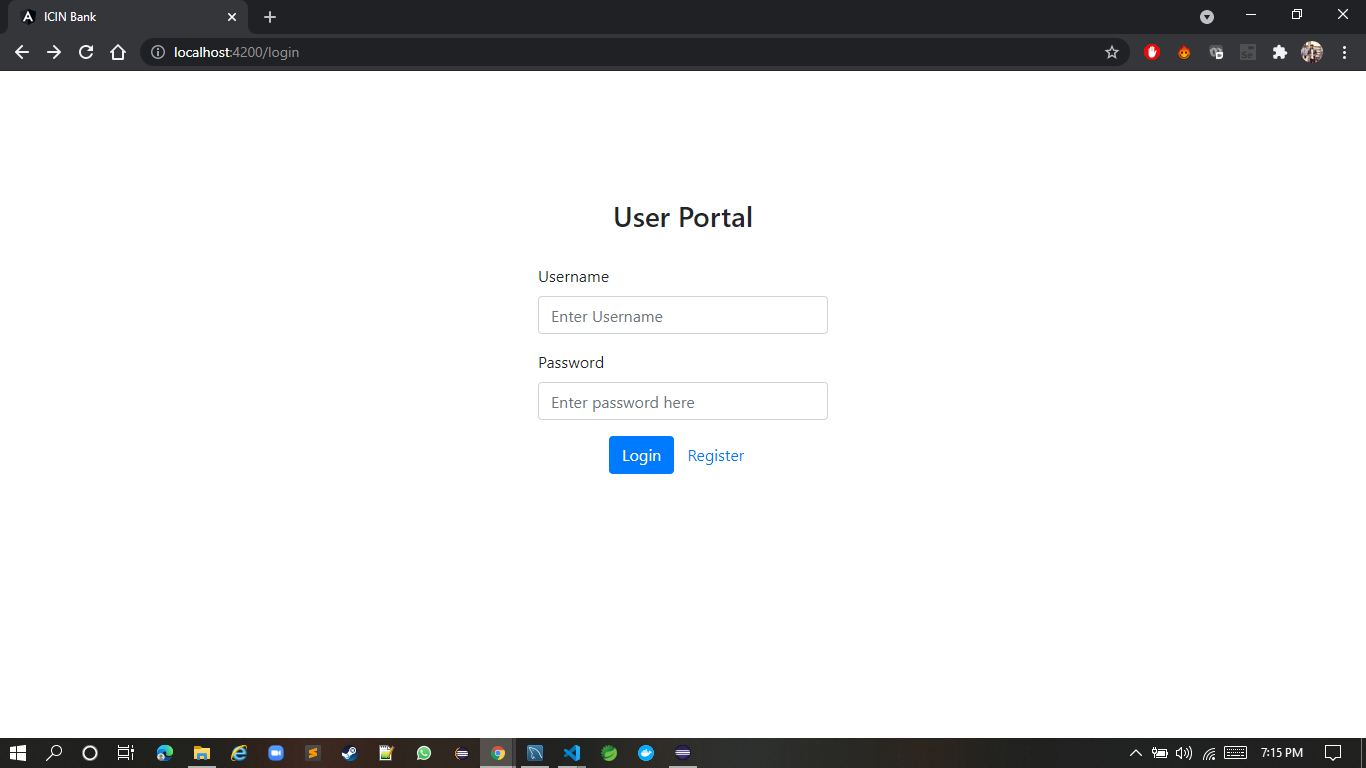 ICIN Bank
localhost:4200/login
User Portal
Username
Enter Username
Password
Enter password here
Login Register
7:15 PM